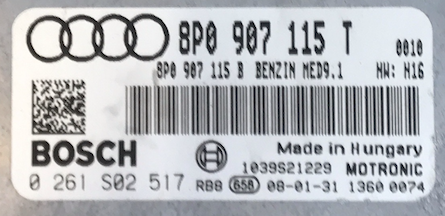 8P0 907 115 T 0010
8P0 907 115 B BENZIN MED9.1 HW: H16
BOSCH Made in Hungary
1039S21229 MOTRONIC
0 261 S02 517 RB8 658 08-01-31 1360 0074